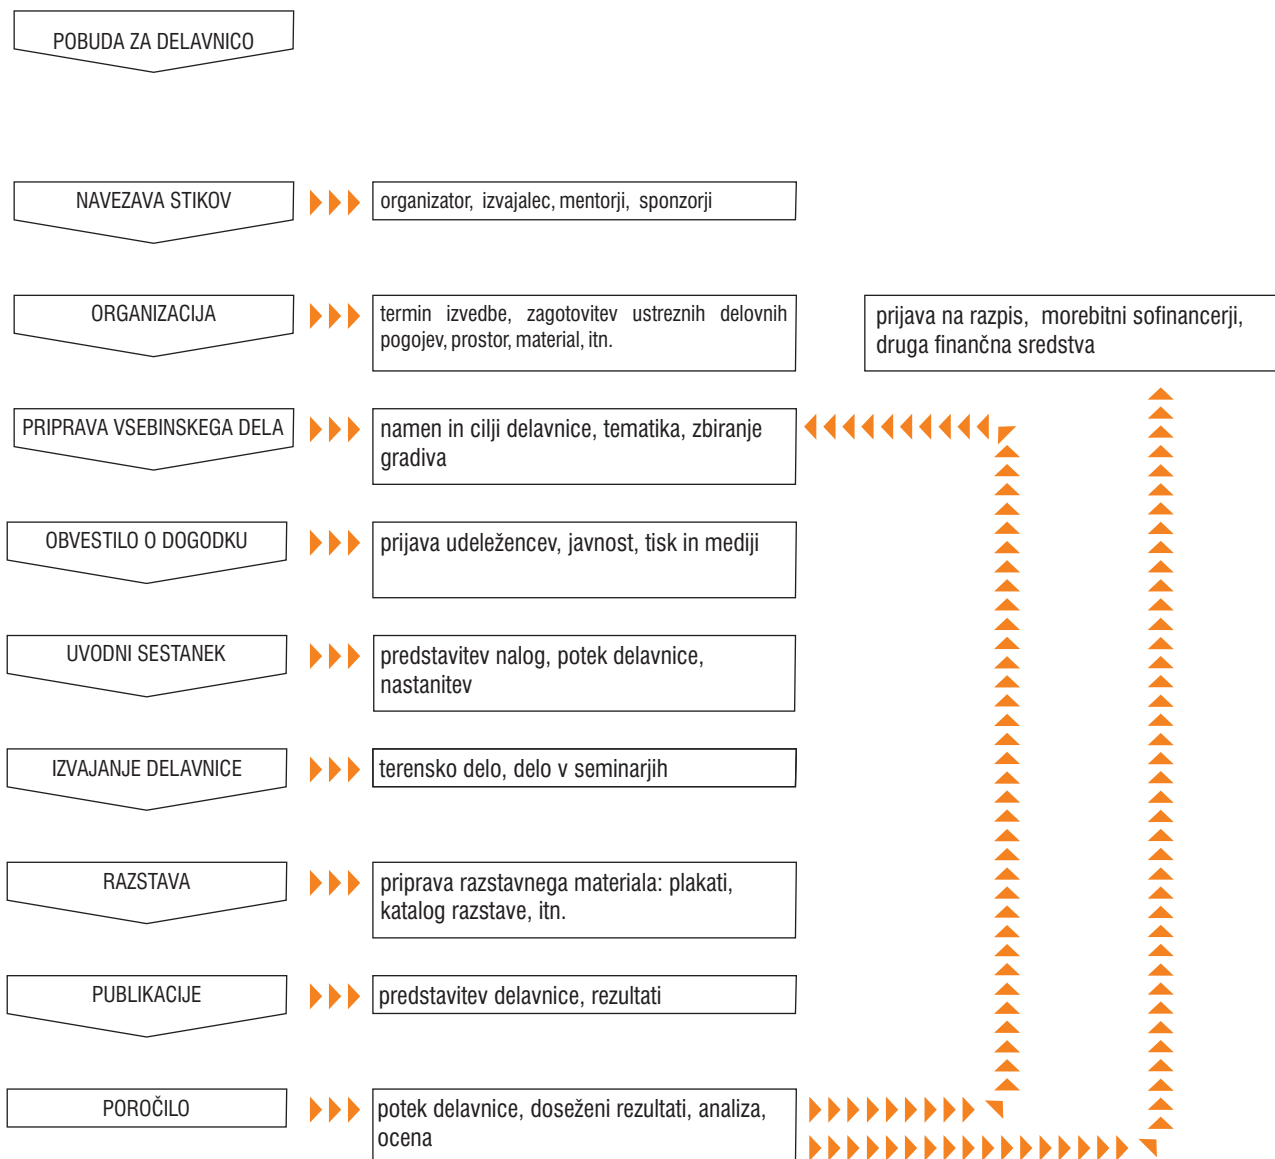 POBUDA ZA DELAVNICO
NAVEZAVA STIKOV
organizator, izvajalec, mentorji, sponzorji
ORGANIZACIJA
termin izvedbe, zagotovitev ustreznih delovnih
pogojev, prostor, material, itn.
prijava na razpis, morebitni sofinancerji,
druga finančna sredstva
PRIPRAVA VSEBINSKEGA DELA
namen in cilji delavnice, tematika, zbiranje
gradiva
OBVESTILO O DOGODKU
prijava udeležencev, javnost, tisk in mediji
UVODNI SESTANEK
predstavitev nalog, potek delavnice,
nastanitev
IZVAJANJE DELAVNICE
terensko delo, delo v seminarjih
RAZSTAVA
priprava razstavnega materiala: plakati,
katalog razstave, itn.
PUBLIKACIJE
predstavitev delavnice, rezultati
POROČILO
potek delavnice, doseženi rezultati, analiza,
ocena